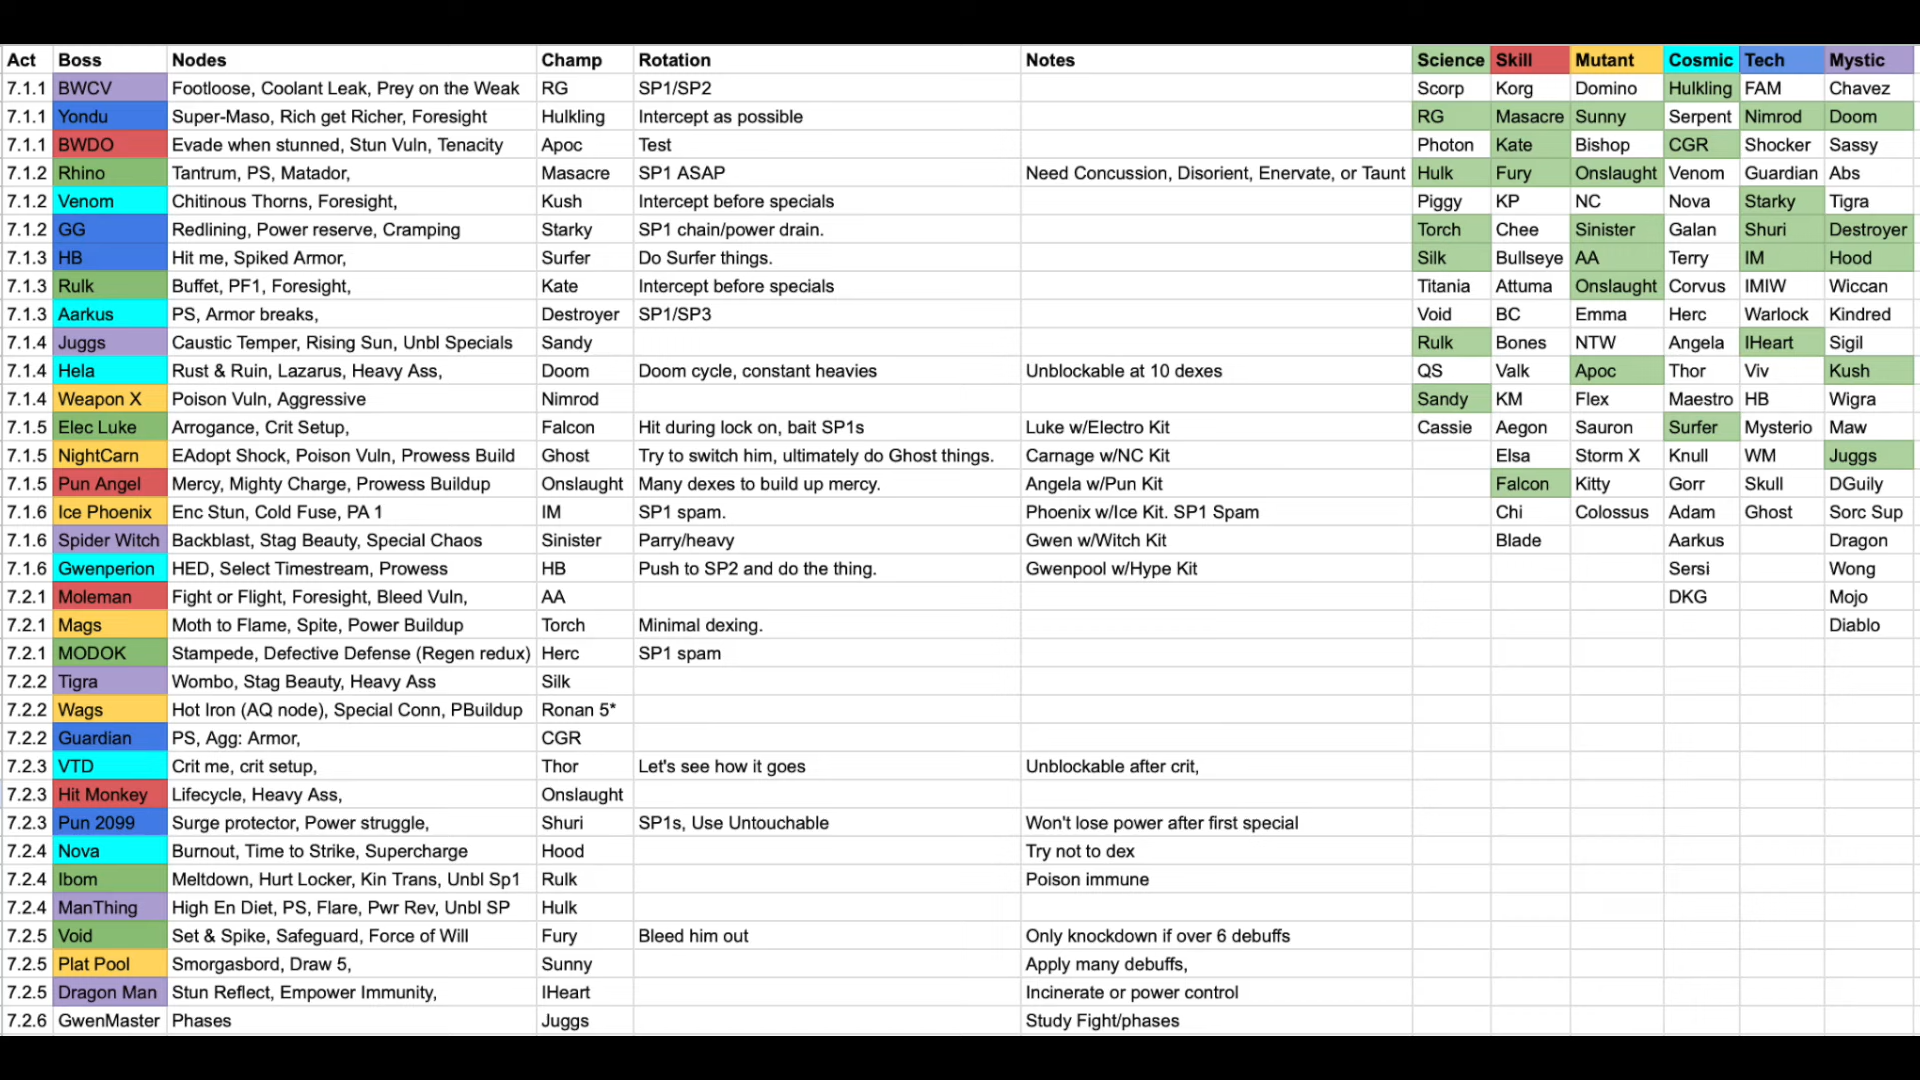 Act Boss Nodes Champ Rotation Notes Science Skill Mutant Cosmic Tech Mystic
7.1.1 BWCV Footloose, Coolant Leak, Prey on the Weak RG SP1/SP2 Scorp Korg Domino Hulkling FAM Chavez
7.1.1 Yondu Super-Maso, Rich get Richer, Foresight Hulkling Intercept as possible RG Masacre Sunny Serpent Nimrod Doom
7.1.1 BWDO Evade when stunned, Stun Vuln, Tenacity Apoc Test Photon Kate Bishop CGR Shocker Sassy
7.1.2 Rhino Tantrum, PS, Matador, Masacre SP1 ASAP Need Concussion, Disorient, Enervate, or Taunt Hulk Fury Onslaught Venom Guardian Abs
7.1.2 Venom Chitinous Thorns, Foresight, Kush Intercept before specials Piggy KP NC Nova Starky Tigra
7.1.2 GG Redlining, Power reserve, Cramping Starky SP1 chain/power drain. Torch Chee Sinister Galan Shuri Destroyer
7.1.3 HB Hit me, Spiked Armor, Surfer Do Surfer things. Silk Bullseye AA Terry IM Hood
7.1.3 Rulk Buffet, PF1, Foresight, Kate Intercept before specials Titania Attuma Onslaught Corvus IMIW Wiccan
7.1.3 Aarkus PS, Armor breaks, Destroyer SP1/SP3 Void BC Emma Herc Warlock Kindred
7.1.4 Juggs Caustic Temper, Rising Sun, Unbl Specials Sandy Rulk Bones NTW Angela IHeart Sigil
7.1.4 Hela Rust & Ruin, Lazarus, Heavy Ass, Doom Doom cycle, constant heavies Unblockable at 10 dexes QS Valk Apoc Thor Viv Kush
7.1.4 Weapon X Poison Vuln, Aggressive Nimrod Sandy KM Flex Maestro HB Wigra
7.1.5 Elec Luke Arrogance, Crit Setup, Falcon Hit during lock on, bait SP1s Luke w/Electro Kit Cassie Aegon Sauron Surfer Mysterio Maw
7.1.5 NightCarn EAdopt Shock, Poison Vuln, Prowess Build Ghost Try to switch him, ultimately do Ghost things. Carnage w/NC Kit Elsa Storm X Knull WM Juggs
7.1.5 Pun Angel Mercy, Mighty Charge, Prowess Buildup Onslaught Many dexes to build up mercy. Angela w/Pun Kit Falcon Kitty Gorr Skull DGuily
7.1.6 Ice Phoenix Enc Stun, Cold Fuse, PA 1 IM SP1 spam. Phoenix w/Ice Kit. SP1 Spam Chi Colossus Adam Ghost Sorc Sup
7.1.6 Spider Witch Backblast, Stag Beauty, Special Chaos Sinister Parry/heavy Gwen w/Witch Kit Blade Aarkus Dragon
7.1.6 Gwenperion HED, Select Timestream, Prowess HB Push to SP2 and do the thing. Gwenpool w/Hype Kit Sersi Wong
7.2.1 Moleman Fight or Flight, Foresight, Bleed Vuln, AA DKG Mojo
7.2.1 Mags Moth to Flame, Spite, Power Buildup Torch Minimal dexing. Diablo
7.2.1 MODOK Stampede, Defective Defense (Regen redux) Herc SP1 spam
7.2.2 Tigra Wombo, Stag Beauty, Heavy Ass Silk
7.2.2 Wags Hot Iron (AQ node), Special Conn, PBuildup Ronan 5*
7.2.2 Guardian PS, Agg: Armor, CGR
7.2.3 VTD Crit me, crit setup, Thor Let's see how it goes Unblockable after crit,
7.2.3 Hit Monkey Lifecycle, Heavy Ass, Onslaught
7.2.3 Pun 2099 Surge protector, Power struggle, Shuri SP1s, Use Untouchable Won't lose power after first special
7.2.4 Nova Burnout, Time to Strike, Supercharge Hood Try not to dex
7.2.4 Ibom Meltdown, Hurt Locker, Kin Trans, Unbl Sp1 Rulk Poison immune
7.2.4 ManThing High En Diet, PS, Flare, Pwr Rev, Unbl SP Hulk
7.2.5 Void Set & Spike, Safeguard, Force of Will Fury Bleed him out Only knockdown if over 6 debuffs
7.2.5 Plat Pool Smorgasbord, Draw 5, Sunny Apply many debuffs,
7.2.5 Dragon Man Stun Reflect, Empower Immunity, IHeart Incinerate or power control
7.2.6 GwenMaster Phases Juggs Study Fight/phases